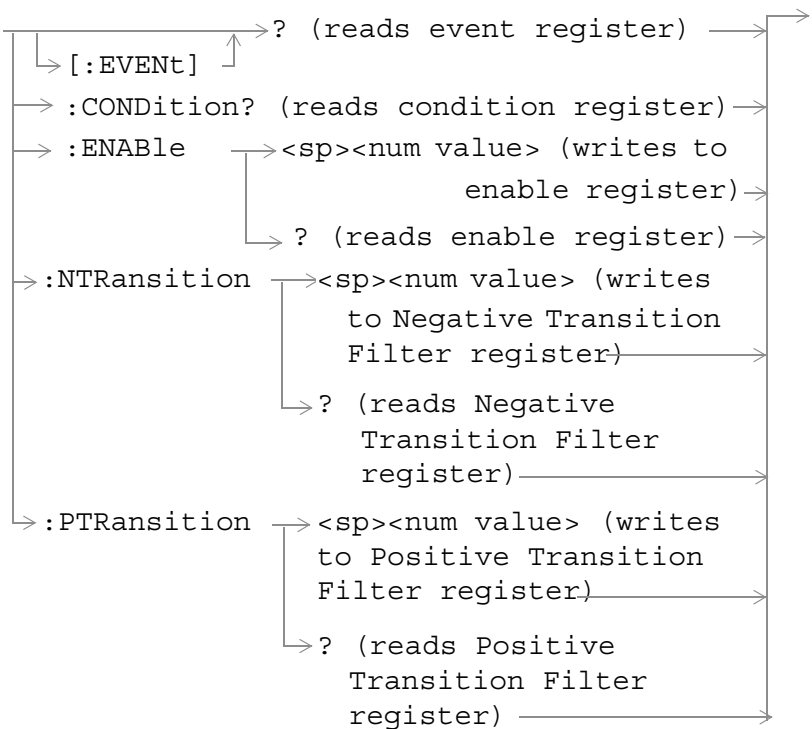 ? (reads event register)
[:EVENt]
:CONDition? (reads condition register)
:ENABle <sp><num value> (writes to
enable register)
? (reads enable register)
:NTRansition <sp><num value> (writes
to Negative Transition
Filter register)
? (reads Negative
Transition Filter
register)
:PTRansition <sp><num value> (writes
to Positive Transition
Filter register)
? (reads Positive
Transition Filter
register)